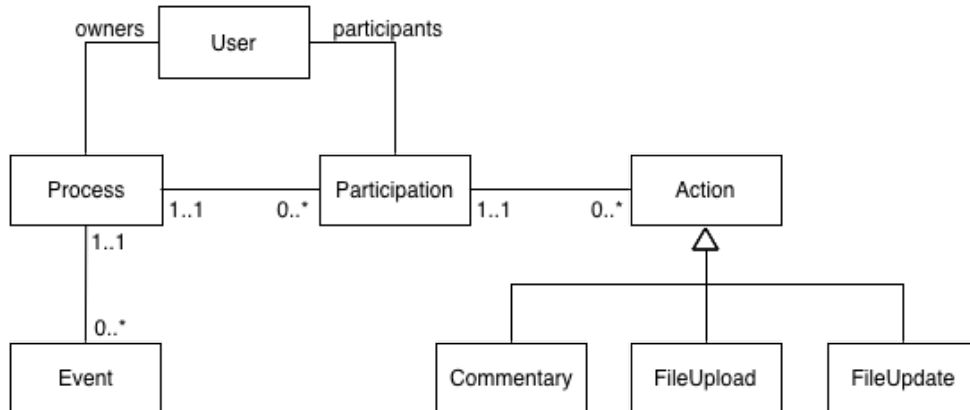 owners
User
participants
Process
1..1
0..*
Participation
1..1
0..*
Action
1..1
0..*
Event
Commentary
FileUpload
FileUpdate